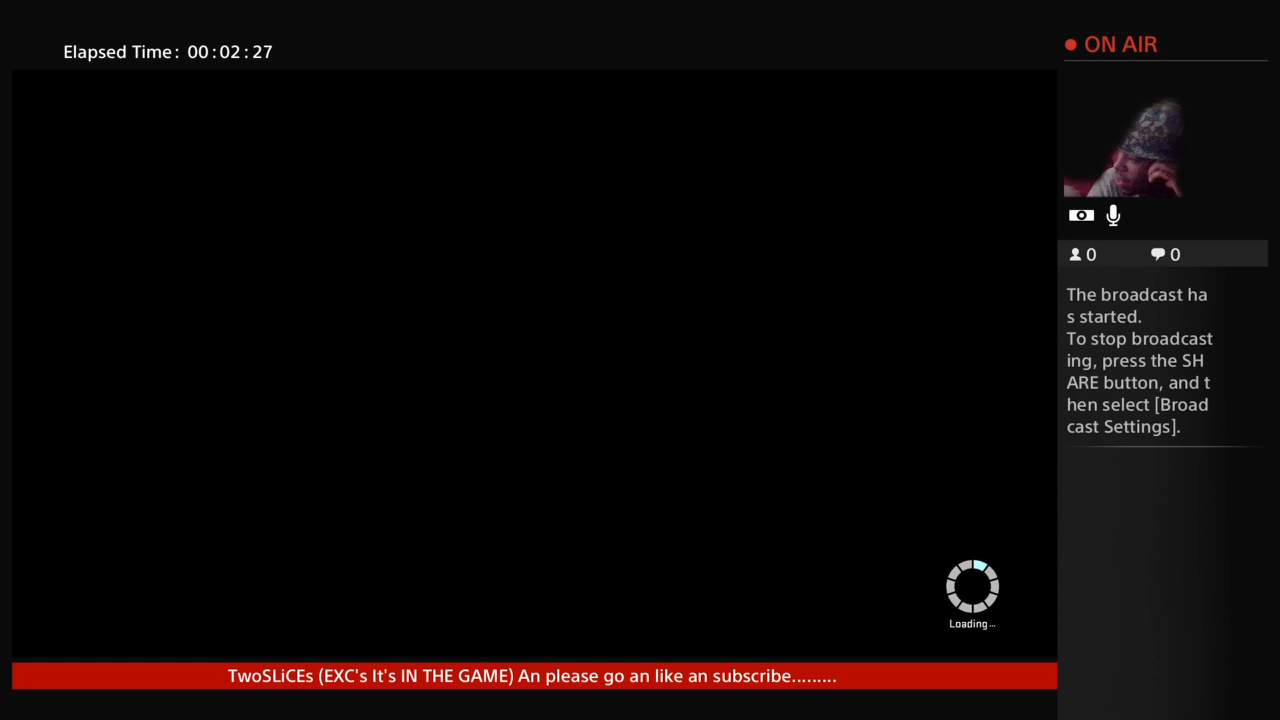 Elapsed Time: 00:02:27
ON AIR
0 0
The broadcast ha
s started.
To stop broadcast
ing, press the SH
ARE button, and t
hen select [Broad
cast Settings].
Loading...
TwoSLiCEs (EXC's It's IN THE GAME) An please go an like an subscribe.........